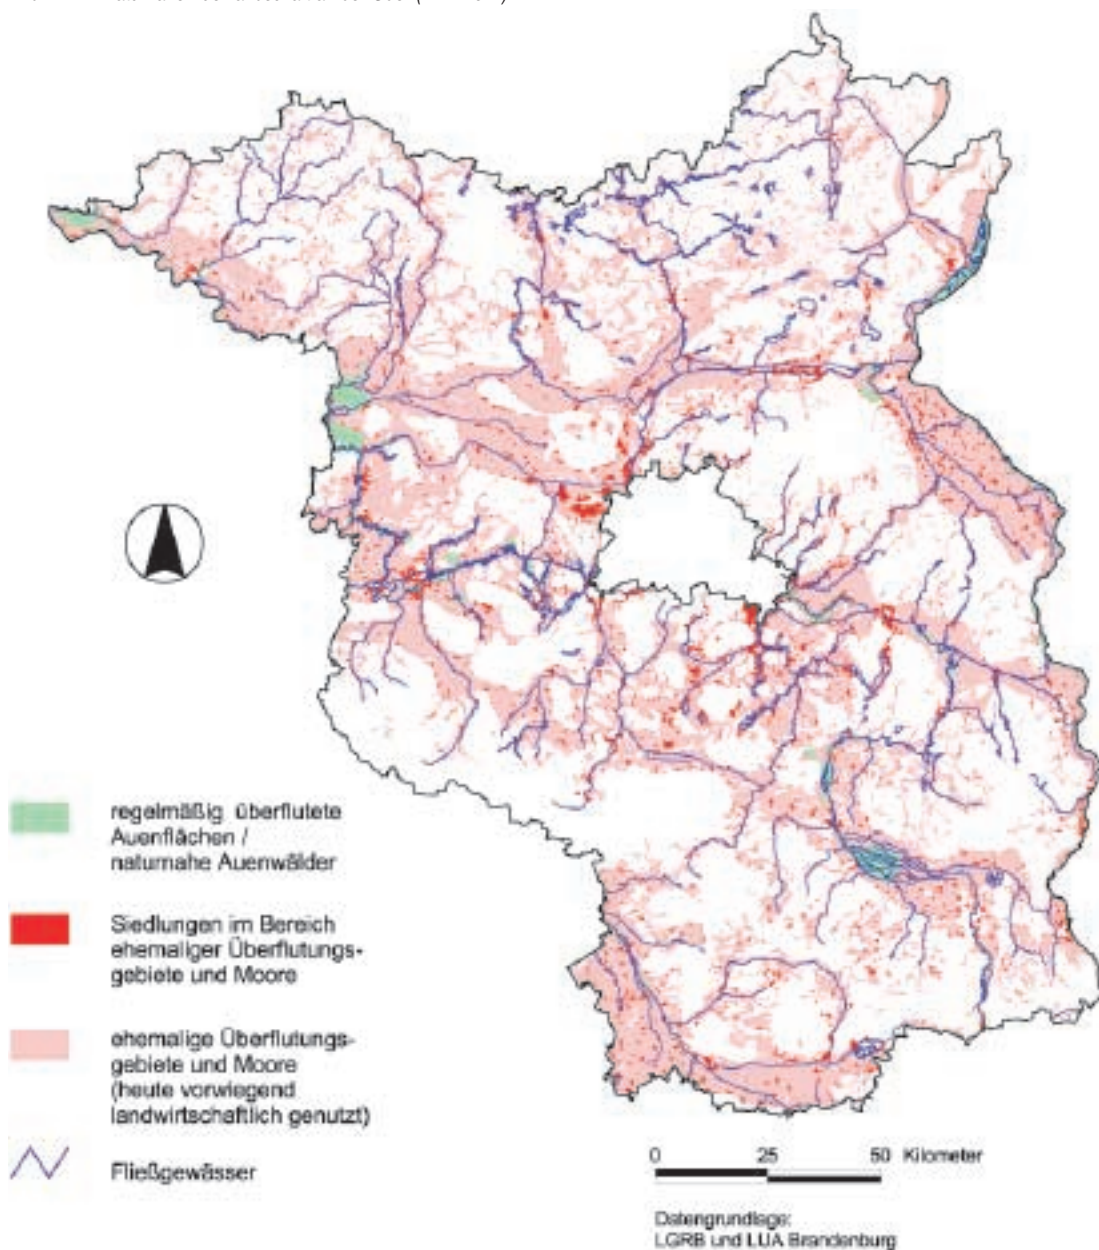 regelmäßig überflutete
Auenflächen /
naturnahe Auenwälder
Siedlungen im Bereich
ehemaliger Überflutungs-
gebiete und Moore
ehemalige Überflutungs-
gebiete und Moore
(heute vorwiegend
landwirtschaftlich genutzt)
Fließgewässer
0 25 50 Kilometer
Datengrundlage:
LGRB und LUA Brandenburg